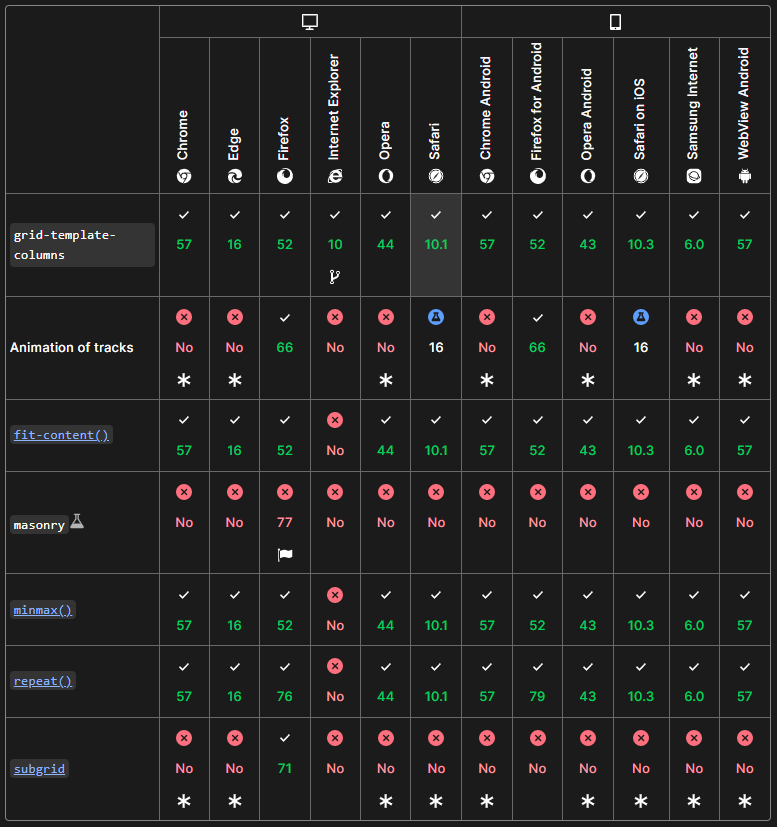 Chrome Edge Firefox Internet Explorer Opera Safari Chrome Android Firefox for Android Opera Android Safari on iOS Samsung Internet WebView Android
grid-template-
columns
57 16 52 10 44 10.1 57 52 43 10.3 6.0 57
Animation of tracks
No No 66 No No 16 No 66 No 16 No No
* * * * * * *
fit-content()
57 16 52 No 44 10.1 57 52 43 10.3 6.0 57
masonry
No No 77 No No No No No No No No No
minmax()
57 16 52 No 44 10.1 57 52 43 10.3 6.0 57
repeat()
57 16 76 No 44 10.1 57 79 43 10.3 6.0 57
subgrid
No No 71 No No No No No No No No No
* * * * * * * * *